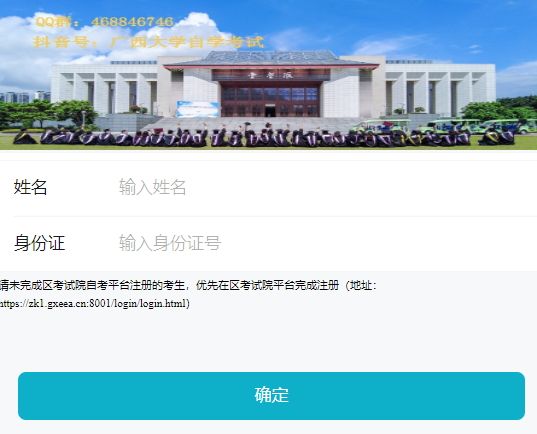 QQ群：468846746
抖音号：广西大学自学考试
姓名 输入姓名
身份证 输入身份证号
请未完成区考试院自考平台注册的考生，优先在区考试院平台完成注册（地址：
https://zk1.gxeea.cn:8001/login/login.html）
确定